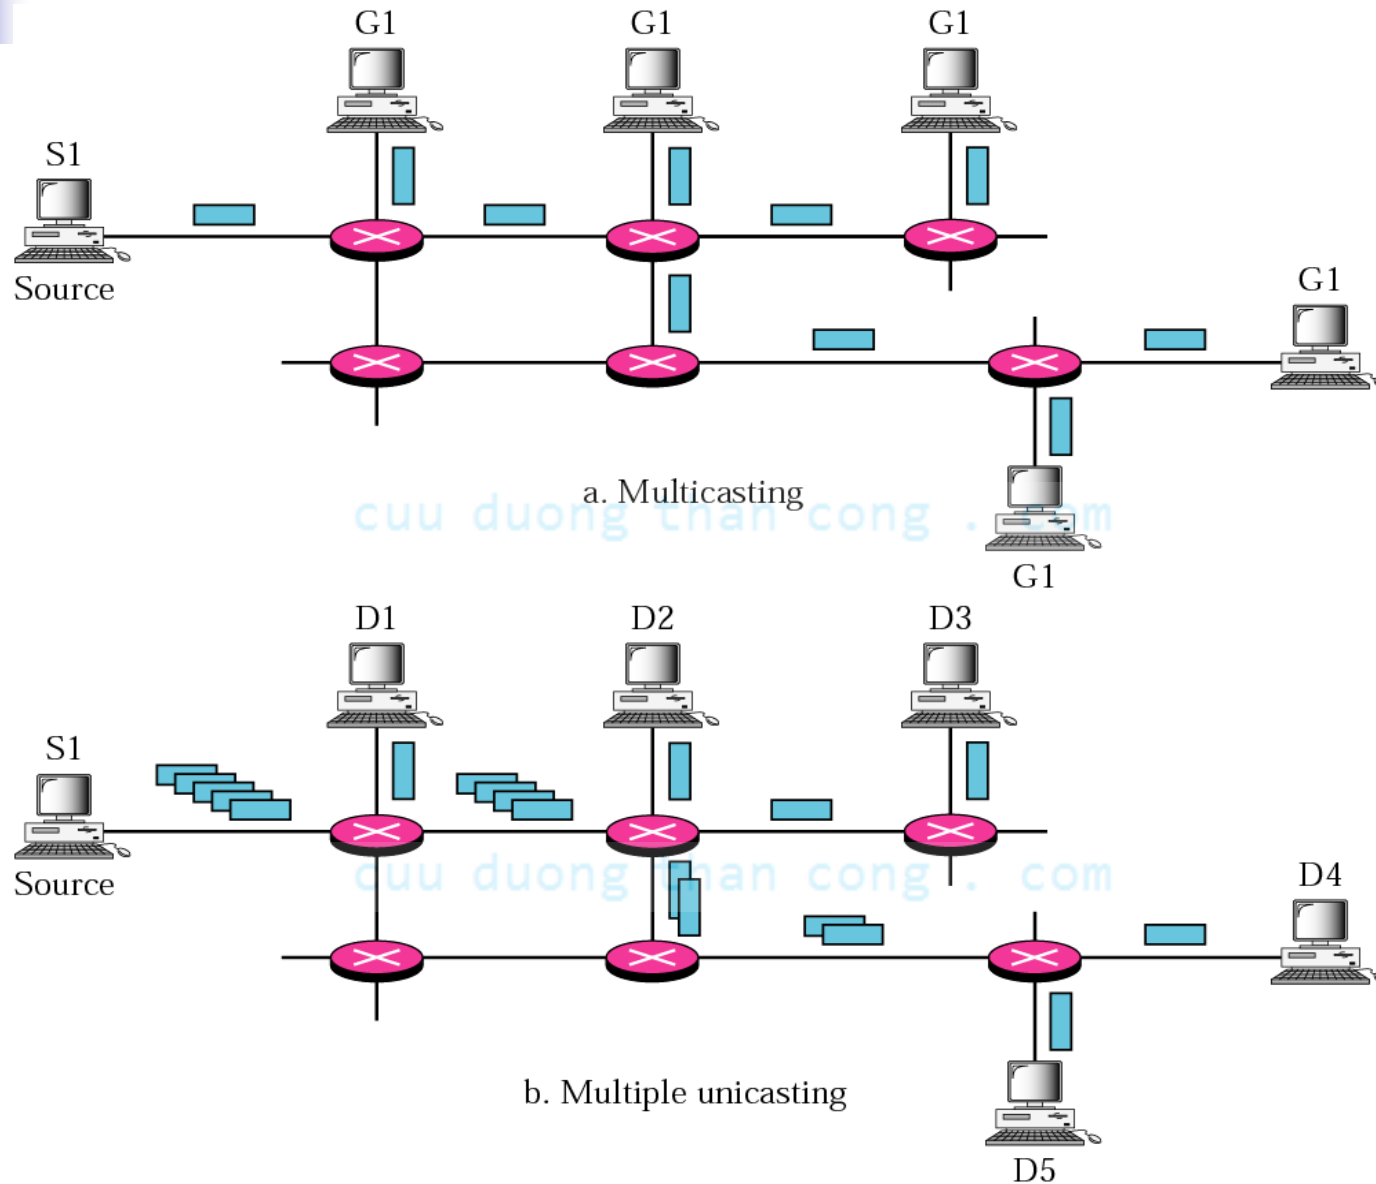 G1 G1 G1
S1
Source
G1
a. Multicasting
cuu duong than cong . com
G1
D1 D2 D3
S1
Source
cuu duong than cong . com
D4
b. Multiple unicasting
D5